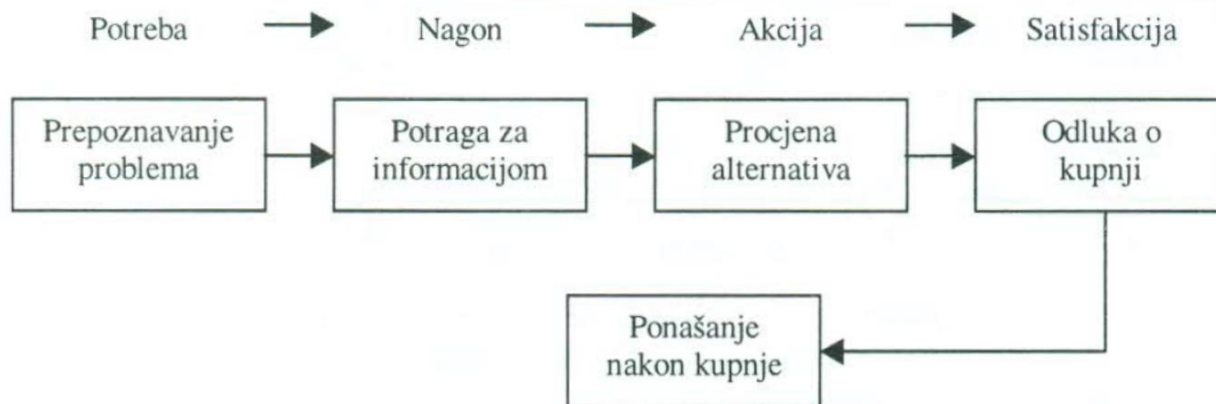 Potreba Nagon Akcija Satisfakcija
Prepoznavanje
problema
Potraga za
informacijom
Procjena
alternativa
Odluka o
kupnji
Ponašanje
nakon kupnje